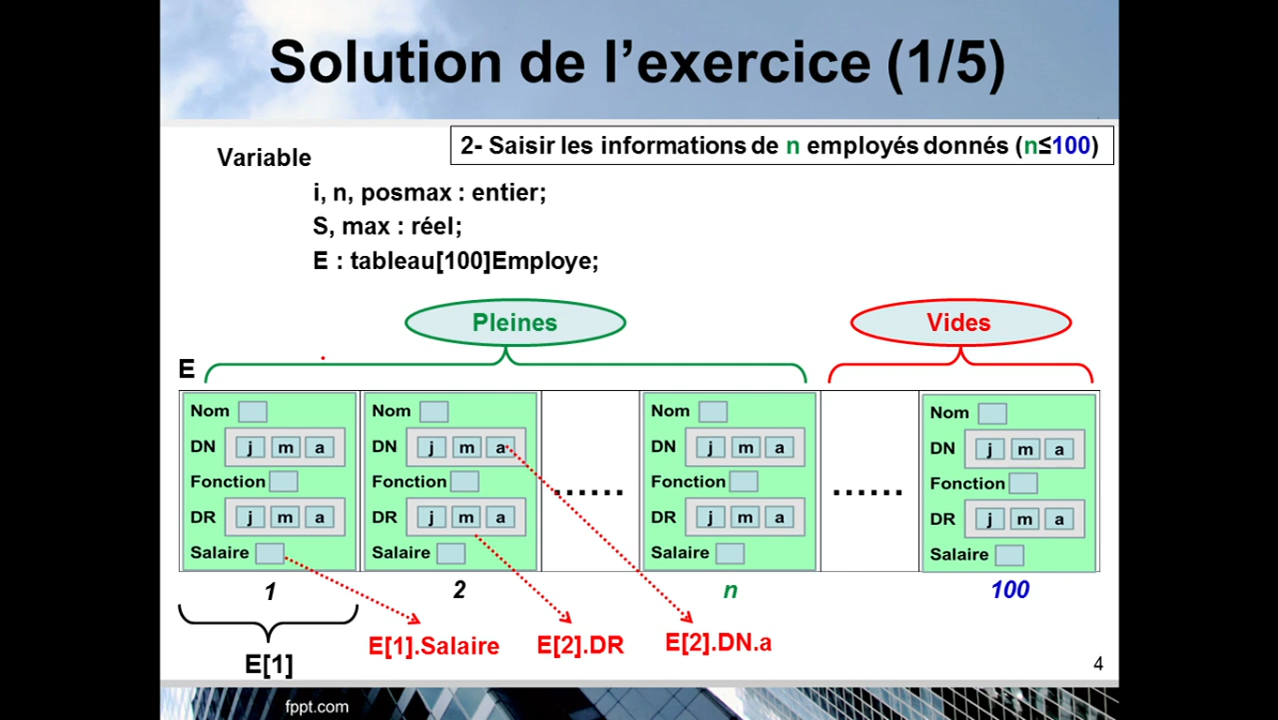 Solution de l’exercice (1/5)
2- Saisir les informations de n employés donnés (n≤100)
Variable
i, n, posmax : entier;
S, max : réel;
E : tableau[100]Employe;
Pleines
Vides
E
Nom Nom Nom Nom
DN j m a DN j m a DN j m a DN j m a
Fonction Fonction Fonction Fonction
...... ......
DR j m a DR j m a DR j m a DR j m a
Salaire Salaire Salaire Salaire
1 2 n 100
E[1].Salaire E[2].DR E[2].DN.a
E[1]
4
fppt.com